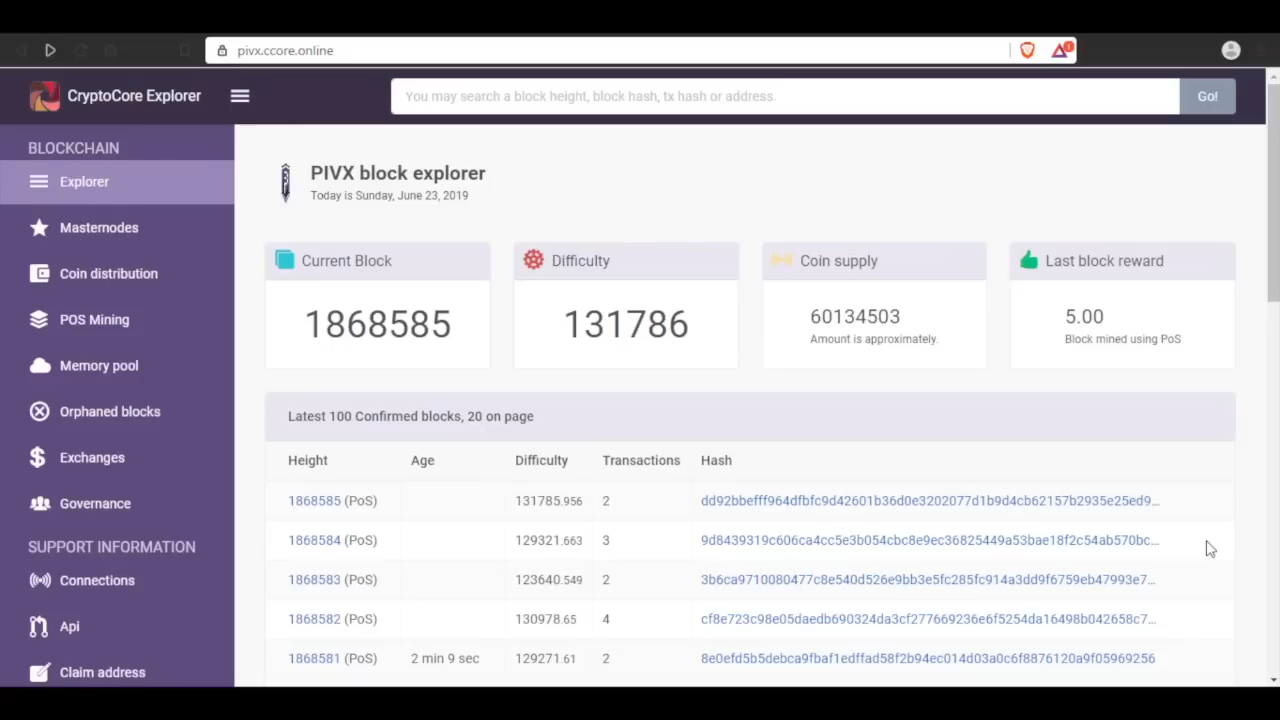 pivx.ccore.online
1
CryptoCore Explorer
You may search a block height, block hash, tx hash or address.
Go!
BLOCKCHAIN
Explorer
Masternodes
Coin distribution
POS Mining
Memory pool
Orphaned blocks
Exchanges
Governance
SUPPORT INFORMATION
Connections
Api
Claim address
PIVX block explorer
Today is Sunday, June 23, 2019
Current Block
1868585
Difficulty
131786
Coin supply
60134503
Amount is approximately.
Last block reward
5.00
Block mined using PoS
Latest 100 Confirmed blocks, 20 on page
Height Age Difficulty Transactions Hash
1868585 (PoS) 131785.956 2 dd92bbefff964dfbfc9d42601b36d0e3202077d1b9d4cb62157b2935e25ed9...
1868584 (PoS) 129321.663 3 9d8439319c606ca4cc5e3b054cbc8e9ec36825449a53bae18f2c54ab570bc...
1868583 (PoS) 123640.549 2 3b6ca9710080477c8e540d526e9bb3e5fc285fc914a3dd9f6759eb47993e7...
1868582 (PoS) 130978.65 4 cf8e723c98e05daedb690324da3cf277669236e6f5254da16498b042658c7...
1868581 (PoS) 2 min 9 sec 129271.61 2 8e0efd5b5debca9fbaf1edffad58f2b94ec014d03a0c6f8876120a9f05969256